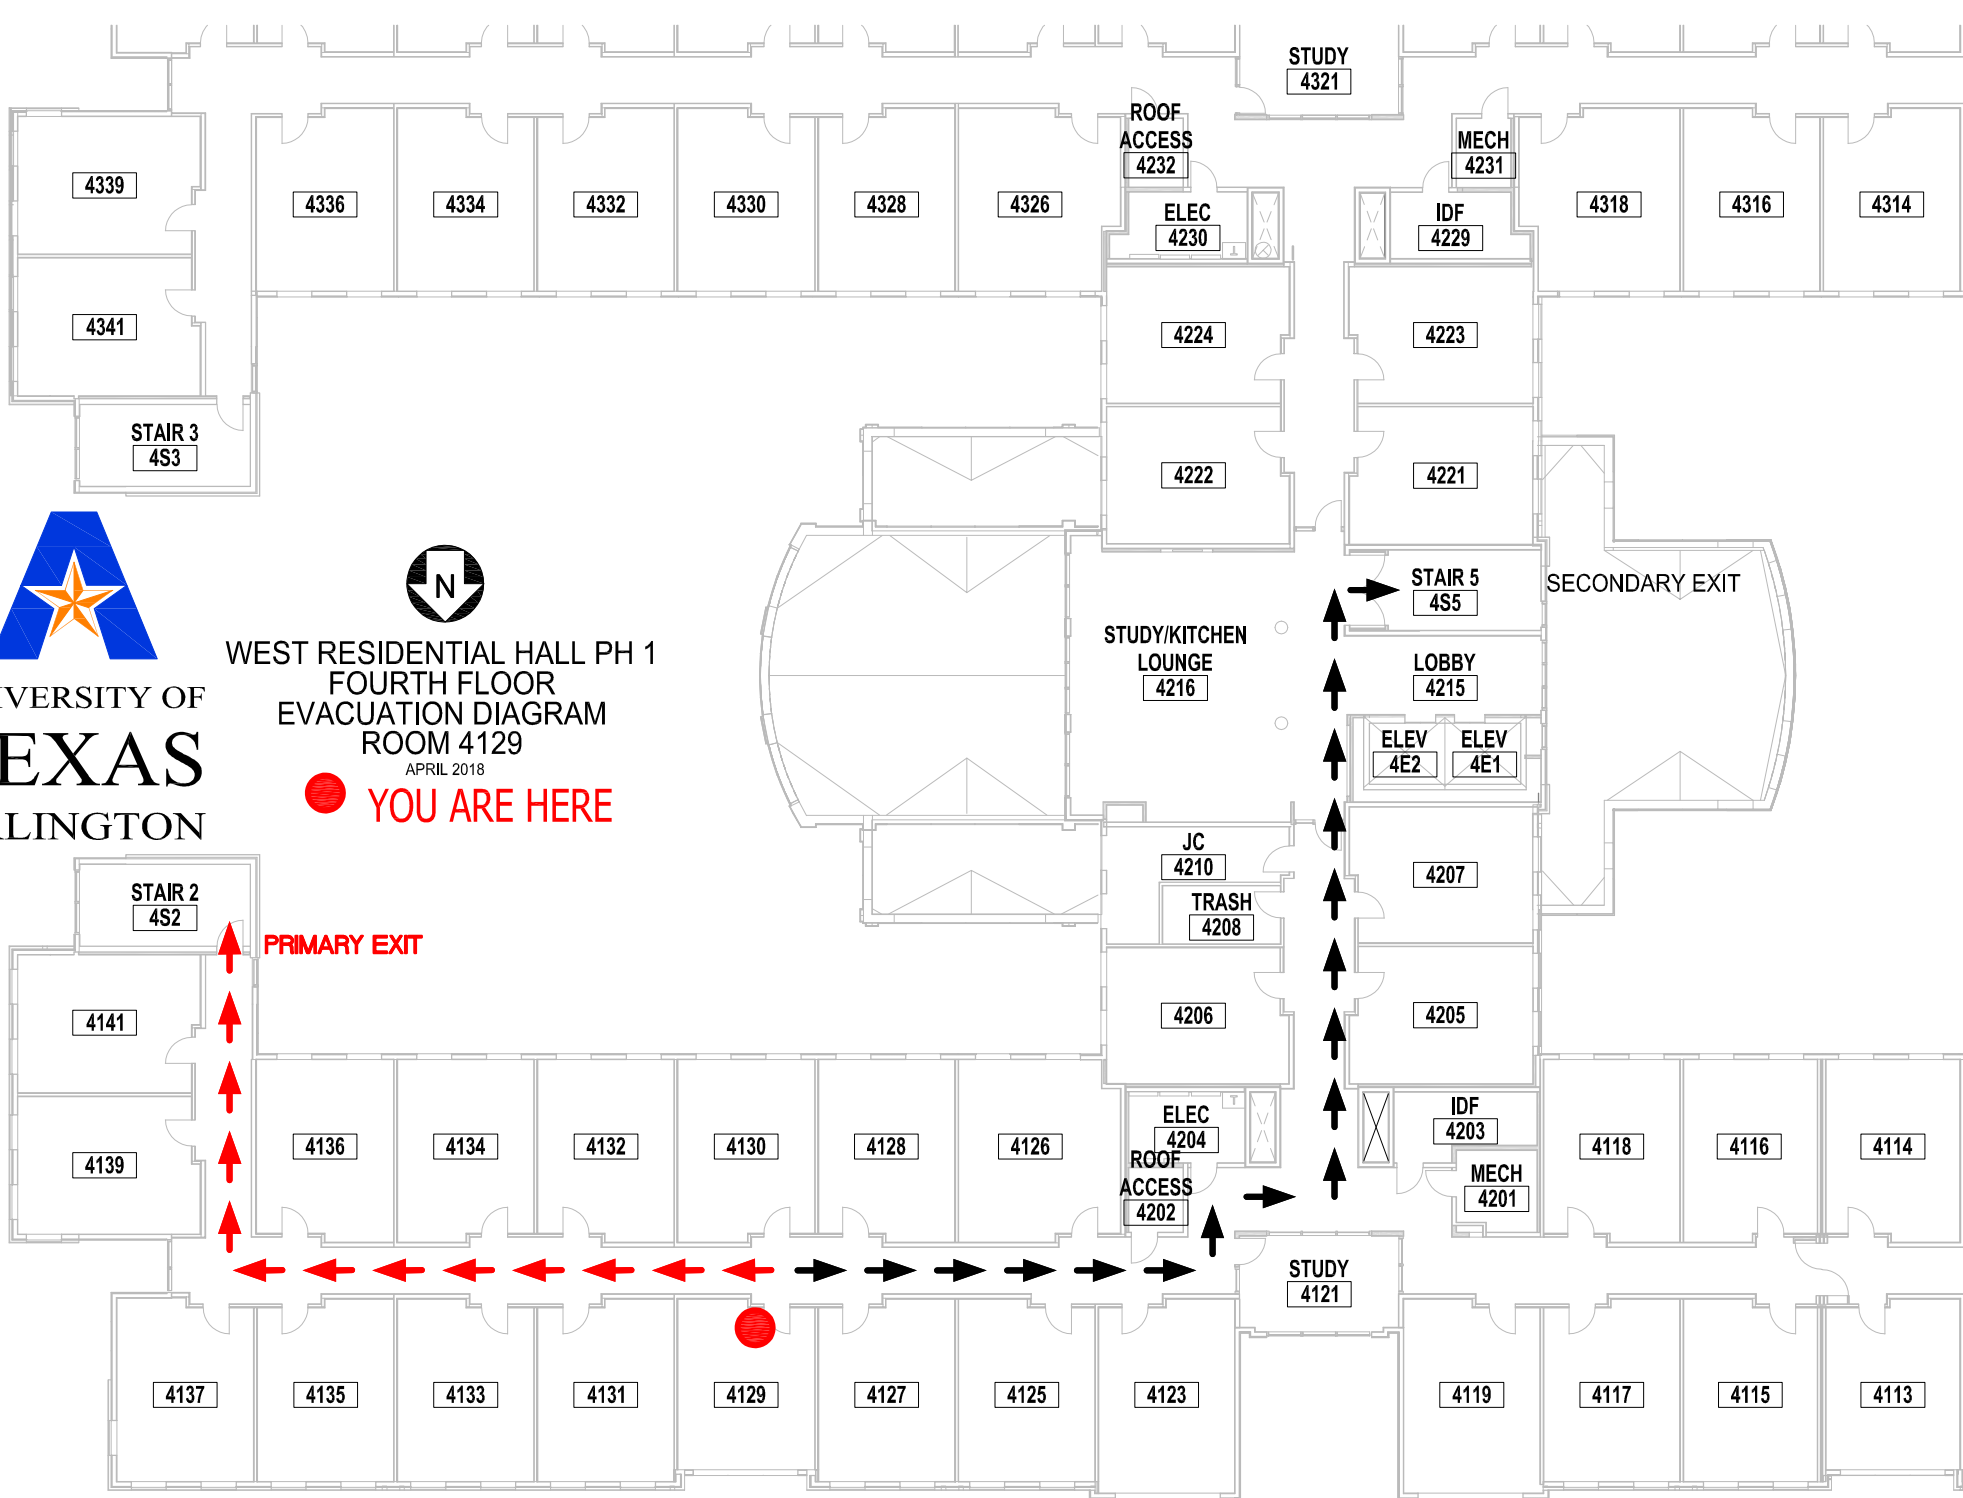 STUDY
4321
ROOF
ACCESS
4232
MECH
4231
4339
4336
4334
4332
4330
4328
4326
ELEC
4230
IDF
4229
4318
4316
4314
4341
4224
4223
STAIR 3
4S3
4222
4221
N
WEST RESIDENTIAL HALL PH 1
FOURTH FLOOR
EVACUATION DIAGRAM
ROOM 4129
APRIL 2018
YOU ARE HERE
IVERSITY OF
EXAS
RLINGTON
STAIR 5
4S5
SECONDARY EXIT
STUDY/KITCHEN
LOUNGE
4216
LOBBY
4215
ELEV
4E2
ELEV
4E1
JC
4210
TRASH
4208
4207
STAIR 2
4S2
PRIMARY EXIT
4141
4206
4205
4139
4136
4134
4132
4130
4128
4126
ELEC
4204
ROOF
ACCESS
4202
IDF
4203
MECH
4201
4118
4116
4114
STUDY
4121
4137
4135
4133
4131
4129
4127
4125
4123
4119
4117
4115
4113